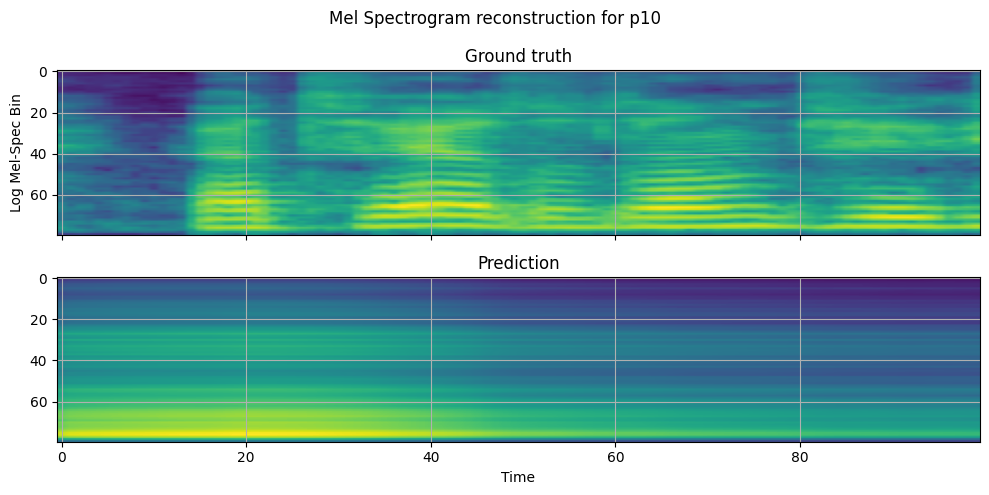 Mel Spectrogram reconstruction for p10
Ground truth
Log Mel-Spec Bin
0
20
40
60
Prediction
0
20
40
60
0 20 40 60 80
Time